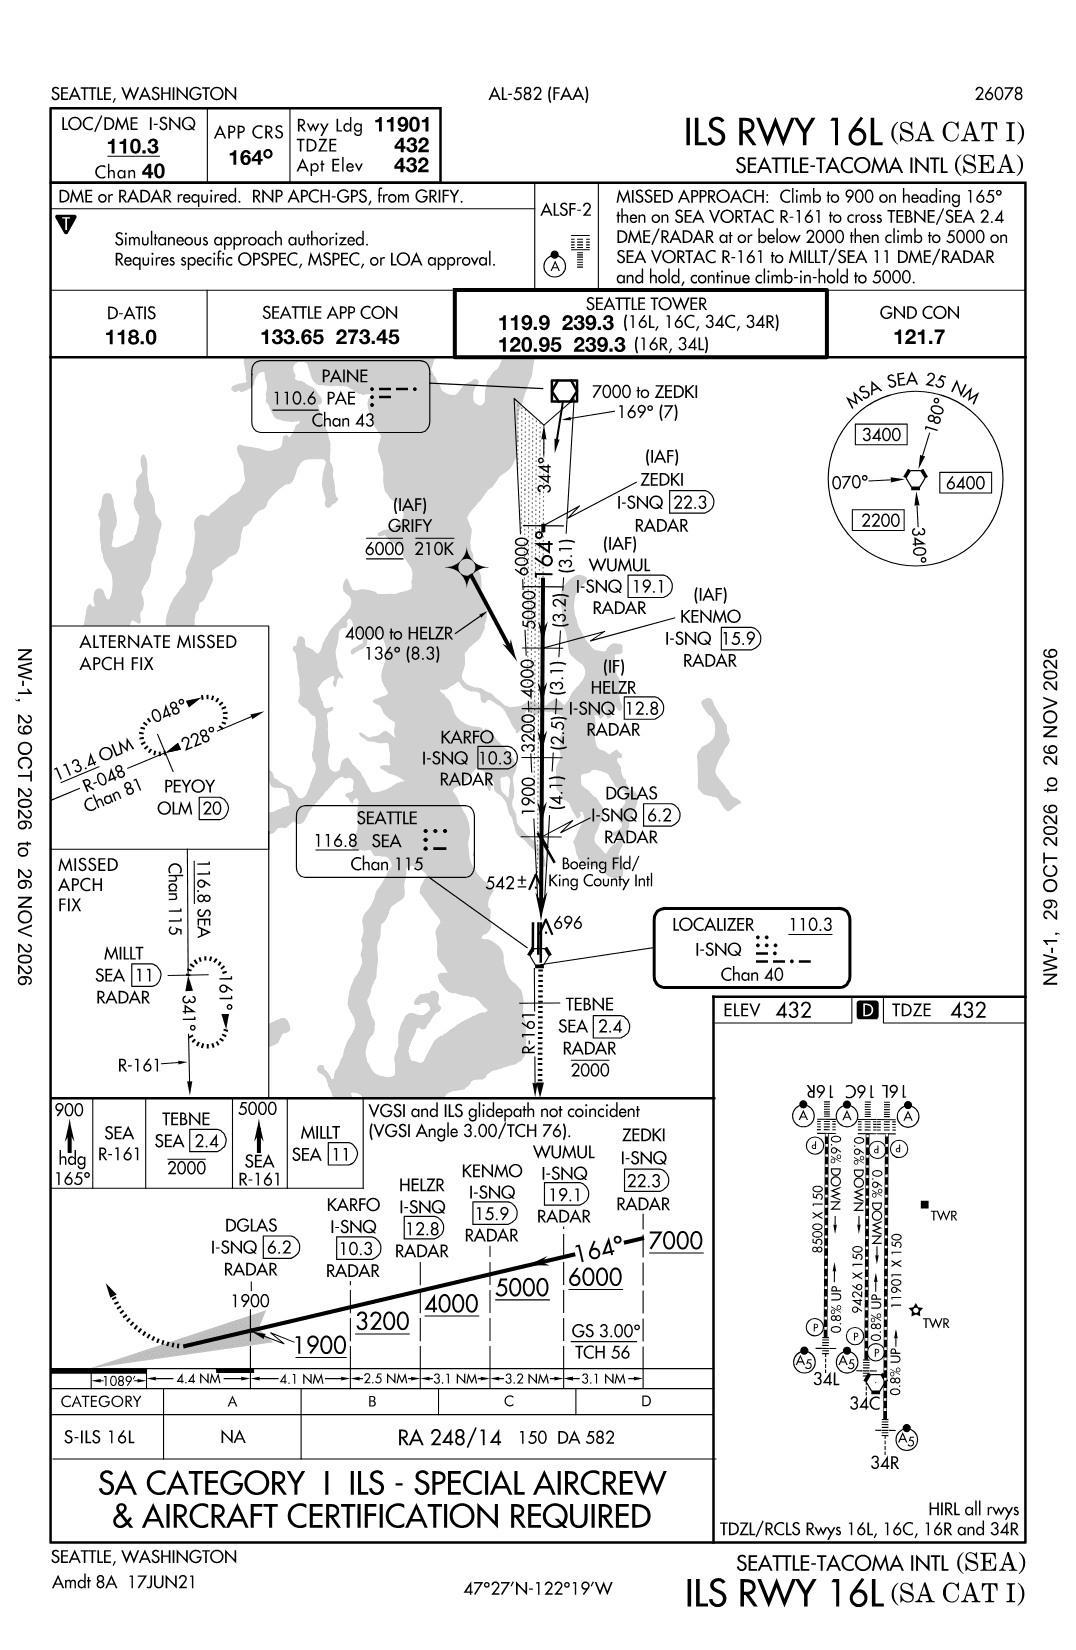 SEATTLE, WASHINGTON
AL-582 (FAA)
26078
LOC/DME I-SNQ
110.3
Chan 40
APP CRS
164°
Rwy Ldg 11901
TDZE 432
Apt Elev 432
ILS RWY 16L (SA CAT I)
SEATTLE-TACOMA INTL (SEA)
DME or RADAR required. RNP APCH-GPS, from GRIFY.
T
Simultaneous approach authorized.
Requires specific OPSPEC, MSPEC, or LOA approval.
ALSF-2
A
MISSED APPROACH: Climb to 900 on heading 165°
then on SEA VORTAC R-161 to cross TEBNE/SEA 2.4
DME/RADAR at or below 2000 then climb to 5000 on
SEA VORTAC R-161 to MILLT/SEA 11 DME/RADAR
and hold, continue climb-in-hold to 5000.
D-ATIS
118.0
SEATTLE APP CON
133.65 273.45
SEATTLE TOWER
119.9 239.3 (16L, 16C, 34C, 34R)
120.95 239.3 (16R, 34L)
GND CON
121.7
PAINE
110.6 PAE
Chan 43
7000 to ZEDKI
169° (7)
344°
(IAF)
ZEDKI
I-SNQ 22.3
RADAR
MSA SEA 25 NM
180°
3400
070°
6400
2200
340°
(IAF)
GRIFY
6000 210K
6000
164°
(3.1)
(IAF)
WUMUL
I-SNQ 19.1
RADAR
5000
(3.2)
(IAF)
KENMO
I-SNQ 15.9
RADAR
4000 to HELZR
136° (8.3)
4000
(3.1)
(IF)
HELZR
I-SNQ 12.8
RADAR
3200
(2.5)
KARFO
I-SNQ 10.3
RADAR
1900
(4.1)
DGLAS
I-SNQ 6.2
RADAR
ALTERNATE MISSED
APCH FIX
048°
228°
113.4 OLM
R-048
Chan 81
PEYOY
OLM 20
SEATTLE
116.8 SEA
Chan 115
Boeing Fld/
King County Intl
542±
696
LOCALIZER 110.3
I-SNQ
Chan 40
MISSED
APCH
FIX
116.8 SEA
Chan 115
MILLT
SEA 11
RADAR
161°
341°
R-161
R-161
TEBNE
SEA 2.4
RADAR
2000
NW-1, 29 OCT 2026 to 26 NOV 2026
NW-1, 29 OCT 2026 to 26 NOV 2026
ELEV 432
D
TDZE 432
16R
16C
16L
A
A
A
P
P
P
0.6% DOWN
0.6% DOWN
0.6% DOWN
8500 X 150
9426 X 150
11901 X 150
TWR
TWR
0.8% UP
0.8% UP
0.8% UP
P
P
P
A5
A5
34L
34C
A5
34R
HIRL all rwys
TDZL/RCLS Rwys 16L, 16C, 16R and 34R
900
hdg
165°
SEA
R-161
TEBNE
SEA 2.4
2000
5000
SEA
R-161
MILLT
SEA 11
VGSI and ILS glidepath not coincident
(VGSI Angle 3.00/TCH 76).
ZEDKI
I-SNQ
22.3
RADAR
WUMUL
I-SNQ
19.1
RADAR
KENMO
I-SNQ
15.9
RADAR
HELZR
I-SNQ
12.8
RADAR
KARFO
I-SNQ
10.3
RADAR
DGLAS
I-SNQ 6.2
RADAR
1900
164°
7000
6000
5000
4000
3200
1900
GS 3.00°
TCH 56
1089'
4.4 NM
4.1 NM
2.5 NM
3.1 NM
3.2 NM
3.1 NM
CATEGORY A B C D
S-ILS 16L NA RA 248/14 150 DA 582
SA CATEGORY I ILS - SPECIAL AIRCREW
& AIRCRAFT CERTIFICATION REQUIRED
SEATTLE, WASHINGTON
Amdt 8A 17JUN21
47°27'N-122°19'W
SEATTLE-TACOMA INTL (SEA)
ILS RWY 16L (SA CAT I)